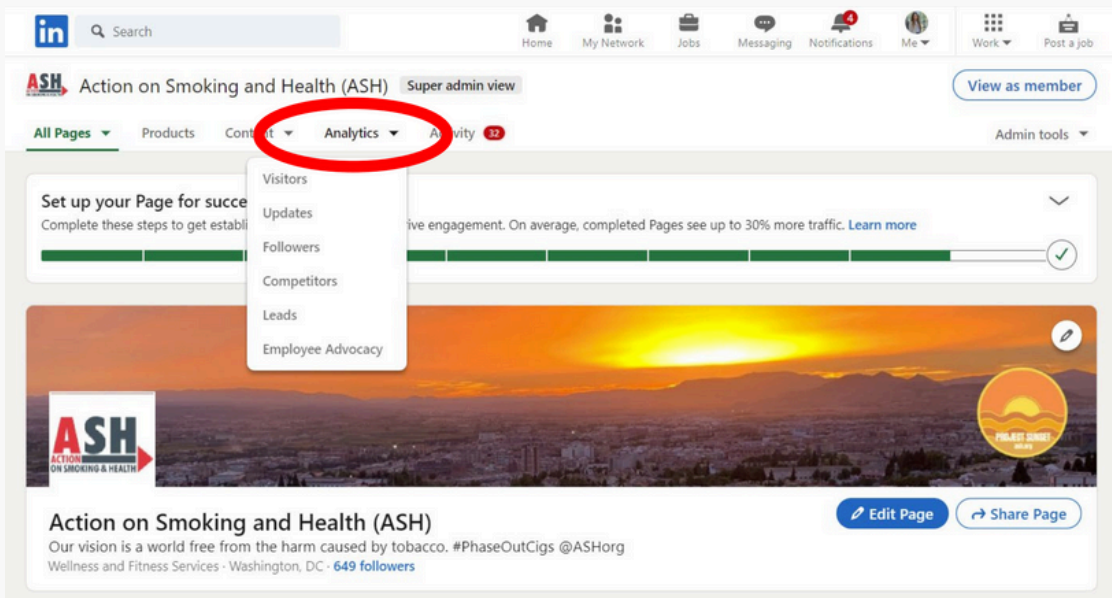 in Search
Home My Network Jobs Messaging 4 Notifications Me Work Post a job
ASH Action on Smoking and Health (ASH) Super admin view View as member
All Pages Products Analytics 32 Admin tools
Visitors
Set up your Page for
Updates
Complete these steps to get engagement. On average, completed Pages see up to 30% more traffic. Learn more
Followers
Competitors
Leads
Employee Advocacy
PROJECT SUNSET
ASH
ACTION
ON SMOKING & HEALTH
Edit Page Share Page
Action on Smoking and Health (ASH)
Our vision is a world free from the harm caused by tobacco. #PhaseOutCigs @ASHorg
Wellness and Fitness Services · Washington, DC · 649 followers